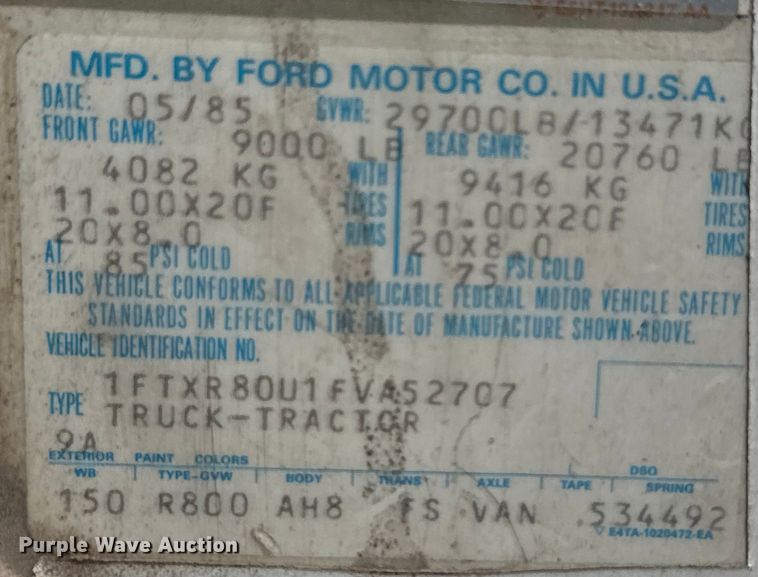 MFD. BY FORD MOTOR CO. IN U.S.A.
DATE: 05/85 GVWR: 29700LB/13471KG
FRONT GAWR: 9000 LB REAR GAWR: 20760 LB
4082 KG WITH 9416 KG WITH
11.00X20F TIRES 11.00X20F TIRES
20X8.0 RIMS 20X8.0 RIMS
AT 85 PSI COLD AT 75 PSI COLD
THIS VEHICLE CONFORMS TO ALL APPLICABLE FEDERAL MOTOR VEHICLE SAFETY
STANDARDS IN EFFECT ON THE DATE OF MANUFACTURE SHOWN ABOVE.
VEHICLE IDENTIFICATION NO.
1FTXR80U1FVA52707
TYPE TRUCK-TRACTOR
9A
EXTERIOR PAINT COLORS DSO
WB TYPE-GVW BODY TRANS AXLE TAPE SPRING
150 R800 AH8 FS VAN 534492
E4TA-1020472-EA
Purple Wave Auction